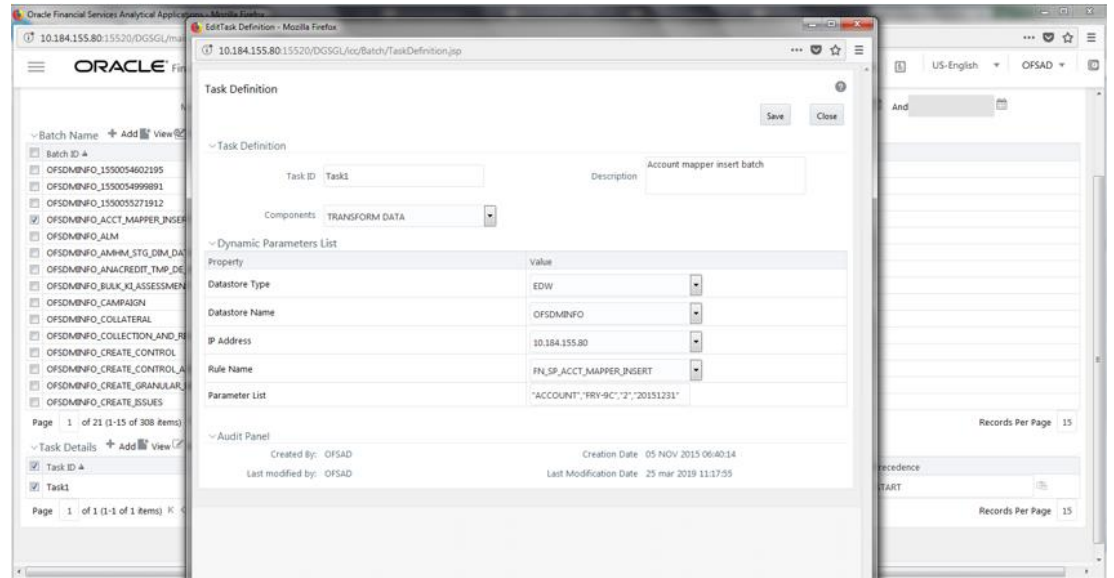 Oracle Financial Services Analytical Applications - Mozilla Firefox
10.184.155.80:15520/DGSGL/ma
ORACLE Fin
US-English
OFSAD
And
Batch Name Add View
Batch ID
OFSDMINFO_1550054602195
OFSDMINFO_1550054999891
OFSDMINFO_1550055271912
OFSDMINFO_ACCT_MAPPER_INSER
OFSDMINFO_ALM
OFSDMINFO_AMHM_STG_DIM_DA
OFSDMINFO_ANACREDIT_TMP_DE
OFSDMINFO_BULK_KI_ASSESSMEN
OFSDMINFO_CAMPAIGN
OFSDMINFO_COLLATERAL
OFSDMINFO_COLLECTION_AND_RE
OFSDMINFO_CREATE_CONTROL
OFSDMINFO_CREATE_CONTROL_A
OFSDMINFO_CREATE_GRANULAR
OFSDMINFO_CREATE_ISSUES
Page 1 of 21 (1-15 of 308 items)
Records Per Page 15
Task Details Add View
Task ID
recedence
Task1
TART
Page 1 of 1 (1-1 of 1 items)
Records Per Page 15
EditTask Definition - Mozilla Firefox
10.184.155.80:15520/DGSGL/icc/Batch/TaskDefinition.jsp
Task Definition
Save Close
Task Definition
Task ID Task1
Description Account mapper insert batch
Components TRANSFORM DATA
Dynamic Parameters List
Property Value
Datastore Type EDW
Datastore Name OFSDMINFO
IP Address 10.184.155.80
Rule Name FN_SP_ACCT_MAPPER_INSERT
Parameter List "ACCOUNT","FRY-9C","2","20151231"
Audit Panel
Created By: OFSAD Creation Date 05 NOV 2015 06:40:14
Last modified by: OFSAD Last Modification Date 25 mar 2019 11:17:55